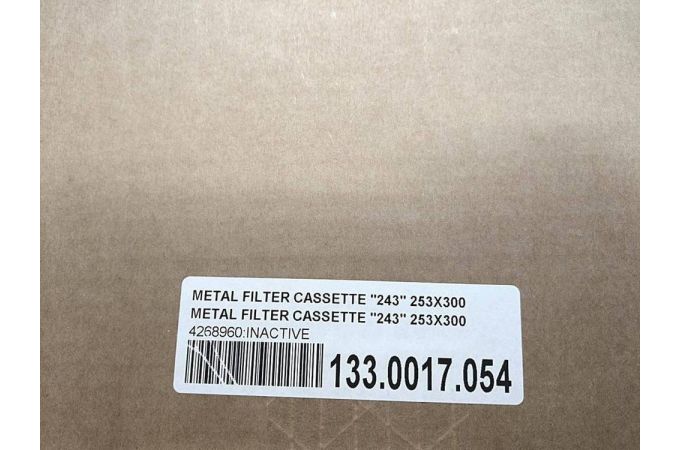 METAL FILTER CASSETTE "243" 253X300
METAL FILTER CASSETTE "243" 253X300
4268960:INACTIVE
133.0017.054